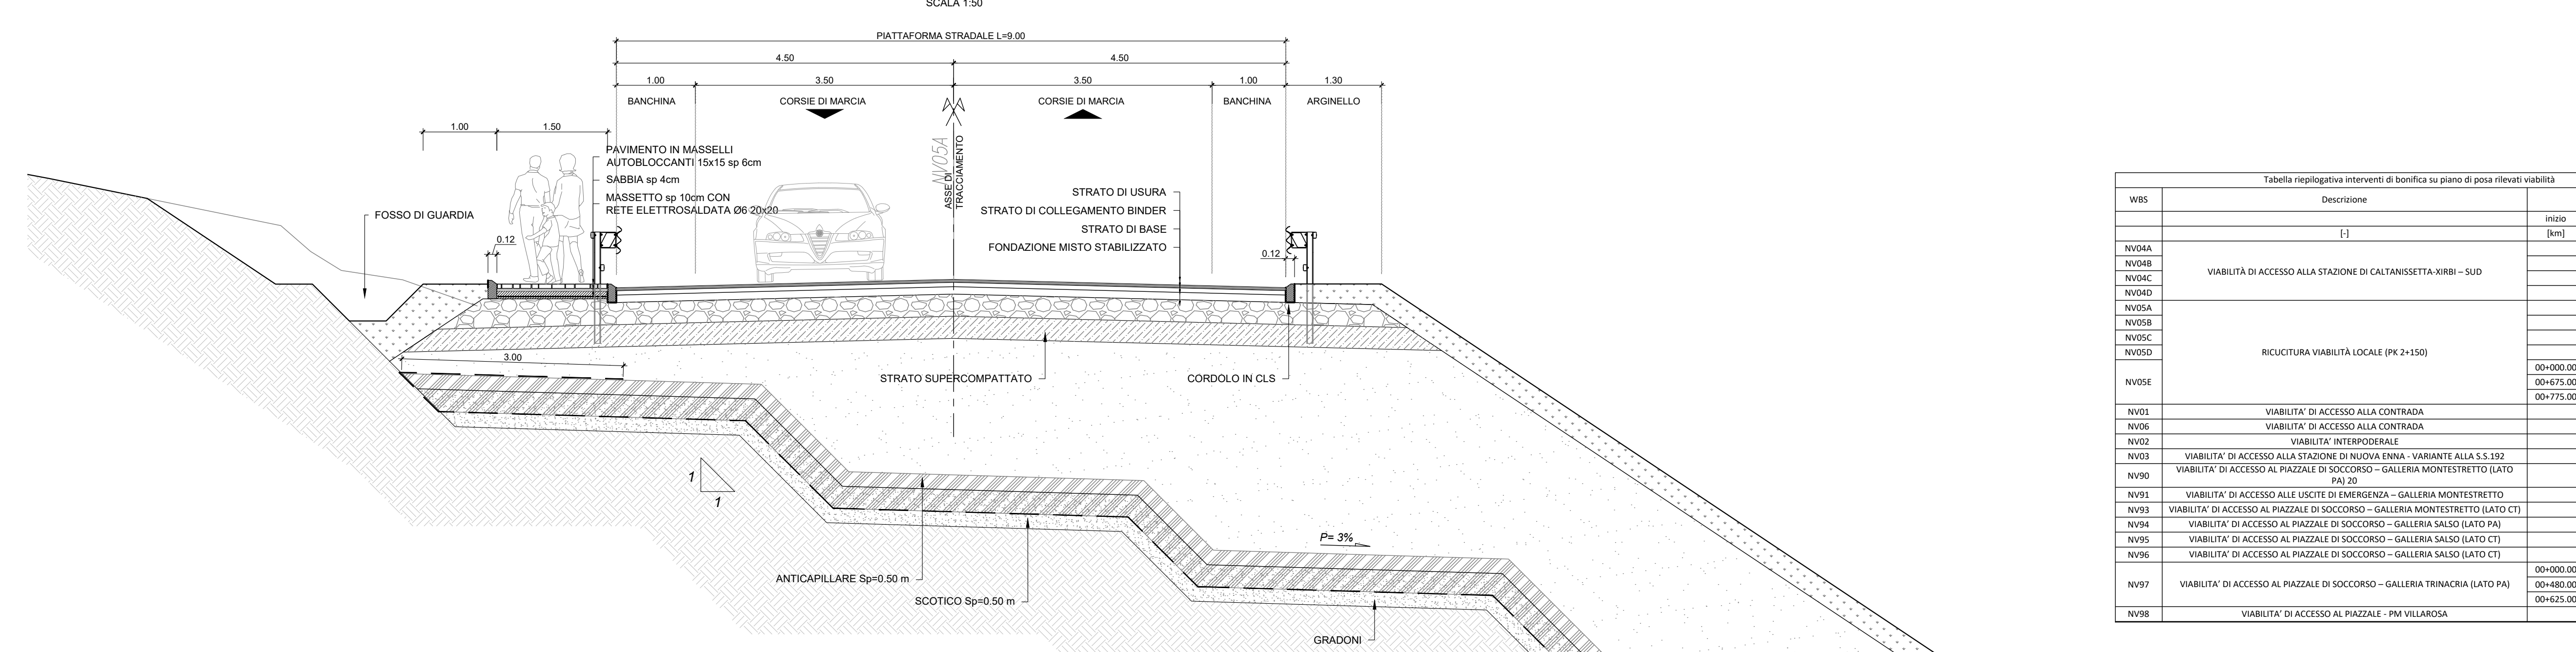 SCALA 1:50
PIATTAFORMA STRADALE L=9.00
4.50 4.50
1.00 3.50 3.50 1.00 1.30
BANCHINA CORSIE DI MARCIA CORSIE DI MARCIA BANCHINA ARGINELLO
1.00 1.50
NV05A
ASSE DI
TRACCIAMENTO
PAVIMENTO IN MASSELLI
AUTOBLOCCANTI 15x15 sp 6cm
SABBIA sp 4cm
MASSETTO sp 10cm CON
RETE ELETTROSALDATA Ø6 20x20
STRATO DI USURA
STRATO DI COLLEGAMENTO BINDER
STRATO DI BASE
FONDAZIONE MISTO STABILIZZATO
FOSSO DI GUARDIA
0.12
0.12
3.00
STRATO SUPERCOMPATTATO
CORDOLO IN CLS
1
1
P= 3%
ANTICAPILLARE Sp=0.50 m
SCOTICO Sp=0.50 m
GRADONI
Tabella riepilogativa interventi di bonifica su piano di posa rilevati viabilità
WBS Descrizione
inizio
[-] [km]
NV04A
NV04B
VIABILITÀ DI ACCESSO ALLA STAZIONE DI CALTANISSETTA-XIRBI – SUD
NV04C
NV04D
NV05A
NV05B
NV05C
RICUCITURA VIABILITÀ LOCALE (PK 2+150)
NV05D
00+000.00
NV05E 00+675.00
00+775.00
NV01 VIABILITA' DI ACCESSO ALLA CONTRADA
NV06 VIABILITA' DI ACCESSO ALLA CONTRADA
NV02 VIABILITA' INTERPODERALE
NV03 VIABILITA' DI ACCESSO ALLA STAZIONE DI NUOVA ENNA - VARIANTE ALLA S.S.192
NV90 VIABILITA' DI ACCESSO AL PIAZZALE DI SOCCORSO – GALLERIA MONTESTRETTO (LATO
PA) 20
NV91 VIABILITA' DI ACCESSO ALLE USCITE DI EMERGENZA – GALLERIA MONTESTRETTO
NV93 VIABILITA' DI ACCESSO AL PIAZZALE DI SOCCORSO – GALLERIA MONTESTRETTO (LATO CT)
NV94 VIABILITA' DI ACCESSO AL PIAZZALE DI SOCCORSO – GALLERIA SALSO (LATO PA)
NV95 VIABILITA' DI ACCESSO AL PIAZZALE DI SOCCORSO – GALLERIA SALSO (LATO CT)
NV96 VIABILITA' DI ACCESSO AL PIAZZALE DI SOCCORSO – GALLERIA SALSO (LATO CT)
00+000.00
NV97 VIABILITA' DI ACCESSO AL PIAZZALE DI SOCCORSO – GALLERIA TRINACRIA (LATO PA) 00+480.00
00+625.00
NV98 VIABILITA' DI ACCESSO AL PIAZZALE - PM VILLAROSA